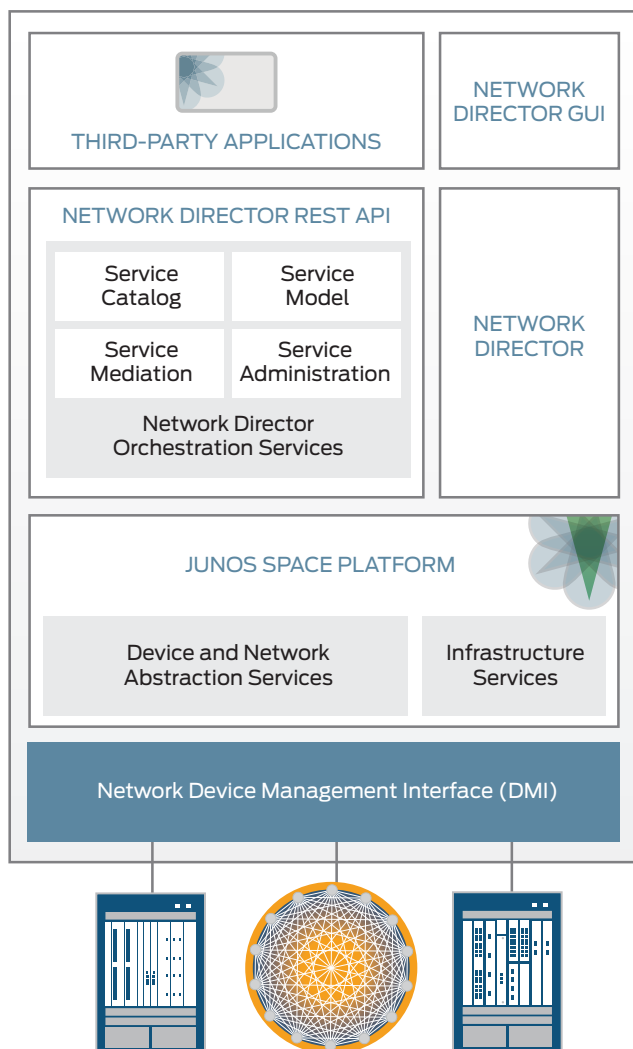 THIRD-PARTY APPLICATIONS
NETWORK
DIRECTOR GUI
NETWORK DIRECTOR REST API
Service
Catalog
Service
Model
Service
Mediation
Service
Administration
Network Director
Orchestration Services
NETWORK
DIRECTOR
JUNOS SPACE PLATFORM
Device and Network
Abstraction Services
Infrastructure
Services
Network Device Management Interface (DMI)